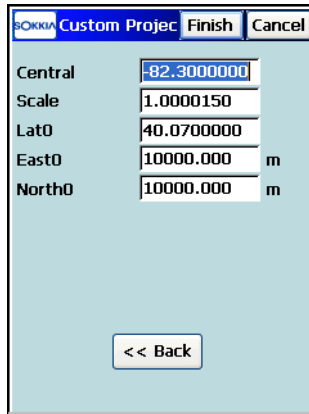 SOKKIA Custom Projec Finish Cancel
Central -82.3000000
Scale 1.0000150
Lat0 40.0700000
East0 10000.000 m
North0 10000.000 m
<< Back